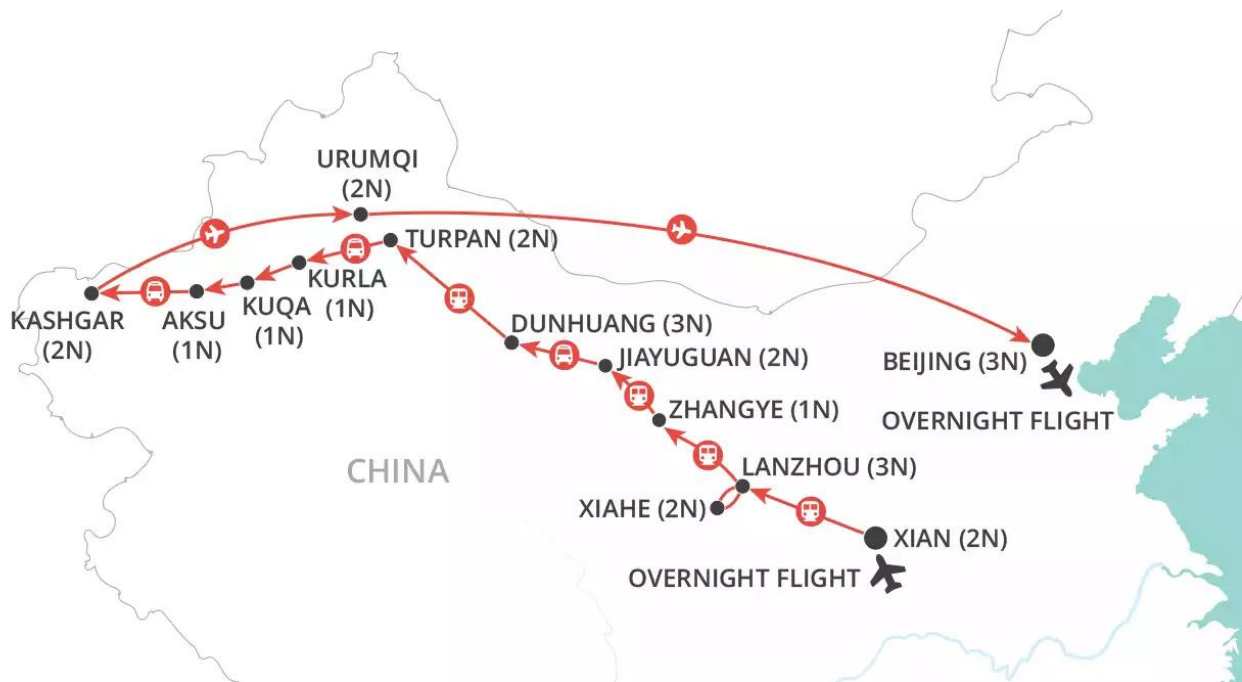 URUMQI
(2N)
TURPAN (2N)
KURLA
(1N)
KUQA
(1N)
AKSU
(1N)
KASHGAR
(2N)
DUNHUANG (3N)
JIAYUGUAN (2N)
BEIJING (3N)
OVERNIGHT FLIGHT
ZHANGYE (1N)
CHINA
LANZHOU (3N)
XIAHE (2N)
XIAN (2N)
OVERNIGHT FLIGHT